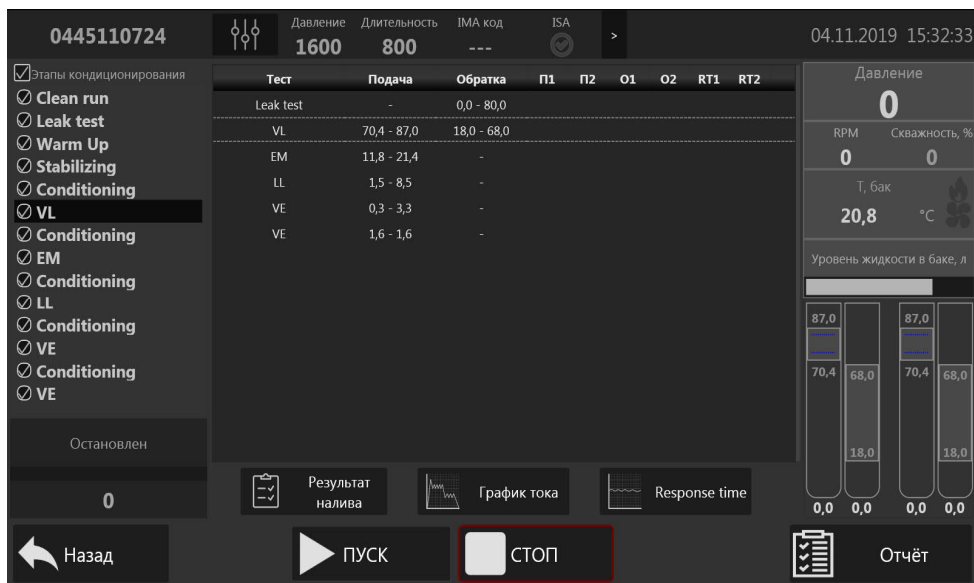 0445110724
Давление Длительность IMA код ISA
1600 800 --- >
04.11.2019 15:32:33
Этапы кондиционирования
Clean run
Leak test
Warm Up
Stabilizing
Conditioning
VL
Conditioning
EM
Conditioning
LL
Conditioning
VE
Conditioning
VE
Остановлен
0
Тест Подача Обратка П1 П2 О1 О2 RT1 RT2
Leak test - 0,0 - 80,0
VL 70,4 - 87,0 18,0 - 68,0
EM 11,8 - 21,4 -
LL 1,5 - 8,5 -
VE 0,3 - 3,3 -
VE 1,6 - 1,6 -
Результат
налива
График тока
Response time
Давление
0
RPM Скважность, %
0 0
Т, бак
20,8 °C
Уровень жидкости в баке, л
87,0 87,0
70,4 68,0 70,4 68,0
18,0 18,0
0,0 0,0 0,0 0,0
Назад
ПУСК
СТОП
Отчёт